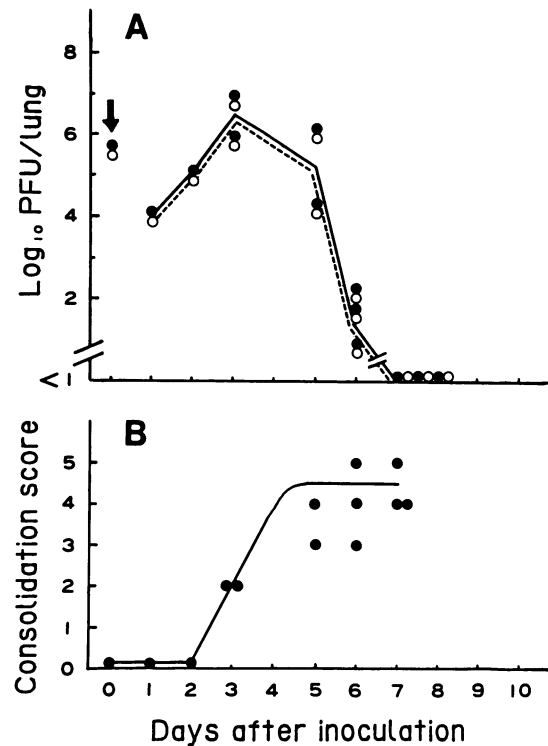 A
8
6
4
2
<1
Log₁₀ PFU/lung
B
5
4
3
2
1
0
Consolidation score
0 1 2 3 4 5 6 7 8 9 10
Days after inoculation